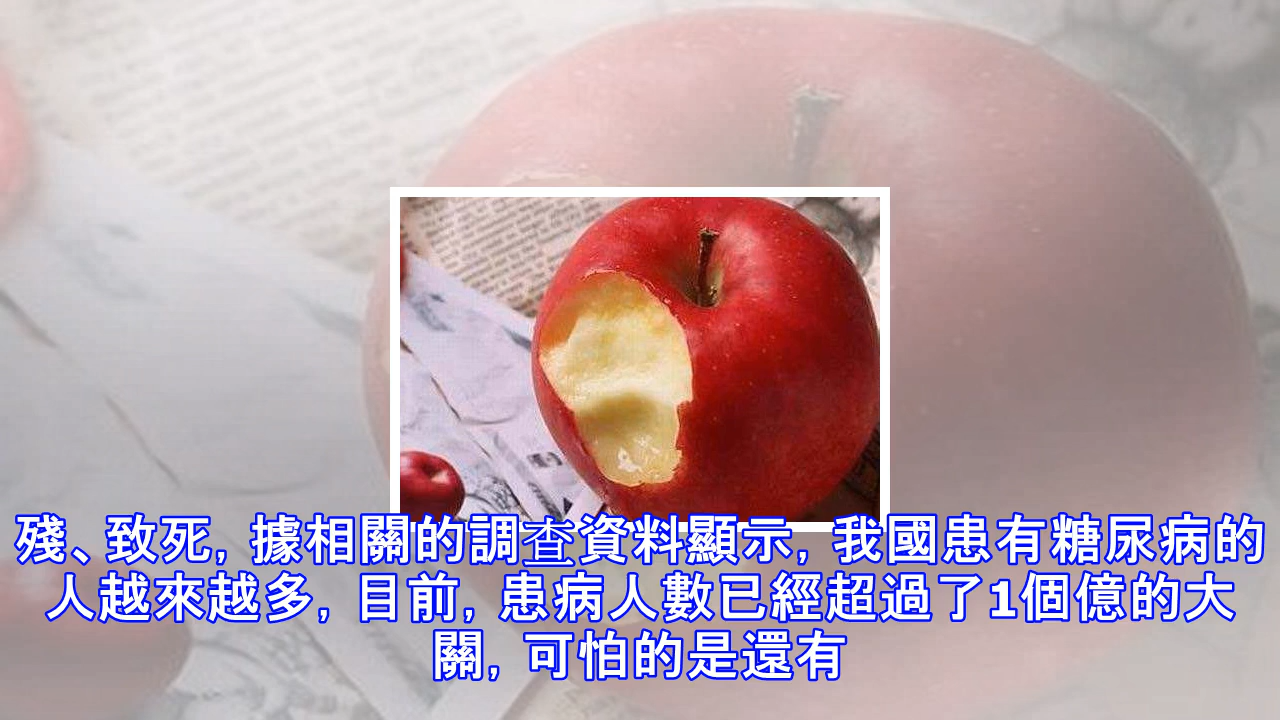 殘、致死, 據相關的調查資料顯示, 我國患有糖尿病的
人越來越多, 目前, 患病人數已經超過了1個億的大
關, 可怕的是還有